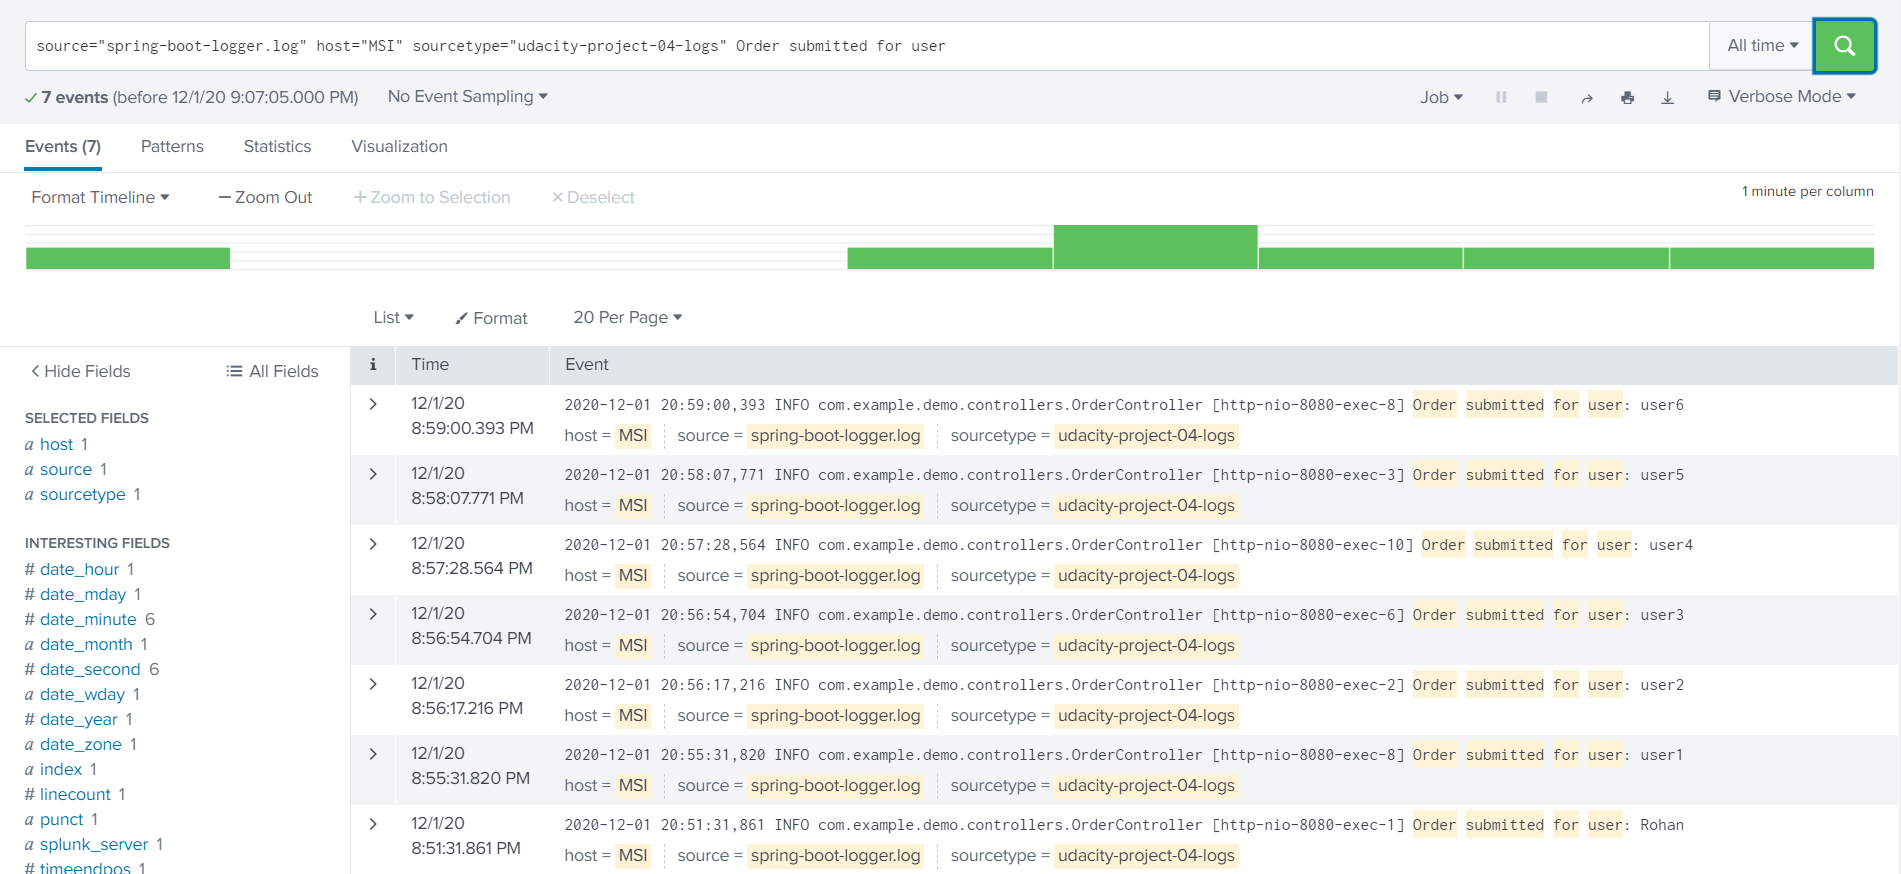 source="spring-boot-logger.log" host="MSI" sourcetype="udacity-project-04-logs" Order submitted for user
All time
7 events (before 12/1/20 9:07:05.000 PM)
No Event Sampling
Job
Verbose Mode
Events (7)
Patterns
Statistics
Visualization
Format Timeline
— Zoom Out
+ Zoom to Selection
× Deselect
1 minute per column
List
Format
20 Per Page
Hide Fields
All Fields
SELECTED FIELDS
a host 1
a source 1
a sourcetype 1
INTERESTING FIELDS
# date_hour 1
# date_mday 1
# date_minute 6
a date_month 1
# date_second 6
a date_wday 1
# date_year 1
a date_zone 1
a index 1
# linecount 1
a punct 1
a splunk_server 1
# timeendpos 1
i Time Event
12/1/20
8:59:00.393 PM
2020-12-01 20:59:00,393 INFO com.example.demo.controllers.OrderController [http-nio-8080-exec-8] Order submitted for user: user6
host = MSI source = spring-boot-logger.log sourcetype = udacity-project-04-logs
12/1/20
8:58:07.771 PM
2020-12-01 20:58:07,771 INFO com.example.demo.controllers.OrderController [http-nio-8080-exec-3] Order submitted for user: user5
host = MSI source = spring-boot-logger.log sourcetype = udacity-project-04-logs
12/1/20
8:57:28.564 PM
2020-12-01 20:57:28,564 INFO com.example.demo.controllers.OrderController [http-nio-8080-exec-10] Order submitted for user: user4
host = MSI source = spring-boot-logger.log sourcetype = udacity-project-04-logs
12/1/20
8:56:54.704 PM
2020-12-01 20:56:54,704 INFO com.example.demo.controllers.OrderController [http-nio-8080-exec-6] Order submitted for user: user3
host = MSI source = spring-boot-logger.log sourcetype = udacity-project-04-logs
12/1/20
8:56:17.216 PM
2020-12-01 20:56:17,216 INFO com.example.demo.controllers.OrderController [http-nio-8080-exec-2] Order submitted for user: user2
host = MSI source = spring-boot-logger.log sourcetype = udacity-project-04-logs
12/1/20
8:55:31.820 PM
2020-12-01 20:55:31,820 INFO com.example.demo.controllers.OrderController [http-nio-8080-exec-8] Order submitted for user: user1
host = MSI source = spring-boot-logger.log sourcetype = udacity-project-04-logs
12/1/20
8:51:31.861 PM
2020-12-01 20:51:31,861 INFO com.example.demo.controllers.OrderController [http-nio-8080-exec-1] Order submitted for user: Rohan
host = MSI source = spring-boot-logger.log sourcetype = udacity-project-04-logs